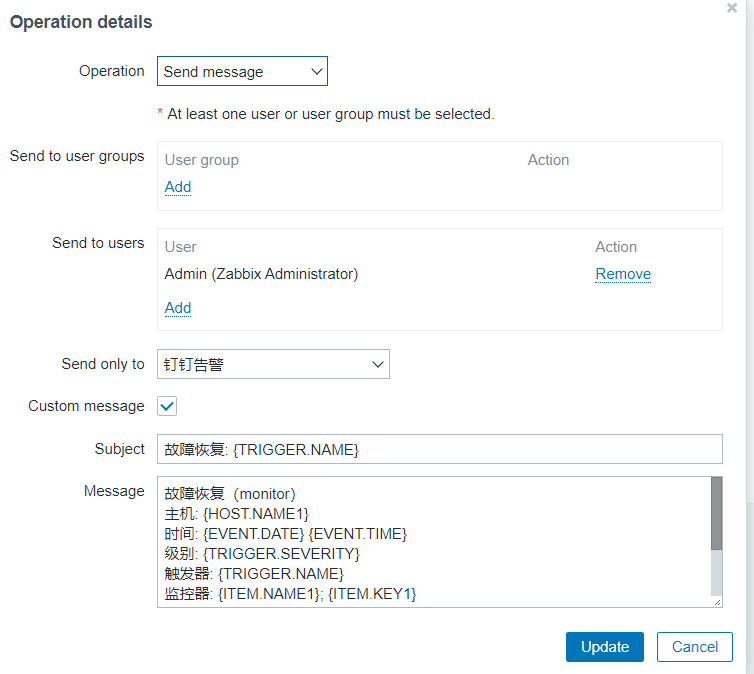 Operation details
Operation Send message
* At least one user or user group must be selected.
Send to user groups User group Action
Add
Send to users User Action
Admin (Zabbix Administrator) Remove
Add
Send only to 钉钉告警
Custom message
Subject 故障恢复: {TRIGGER.NAME}
Message 故障恢复（monitor）
主机: {HOST.NAME1}
时间: {EVENT.DATE} {EVENT.TIME}
级别: {TRIGGER.SEVERITY}
触发器: {TRIGGER.NAME}
监控器: {ITEM.NAME1}; {ITEM.KEY1}
Update Cancel